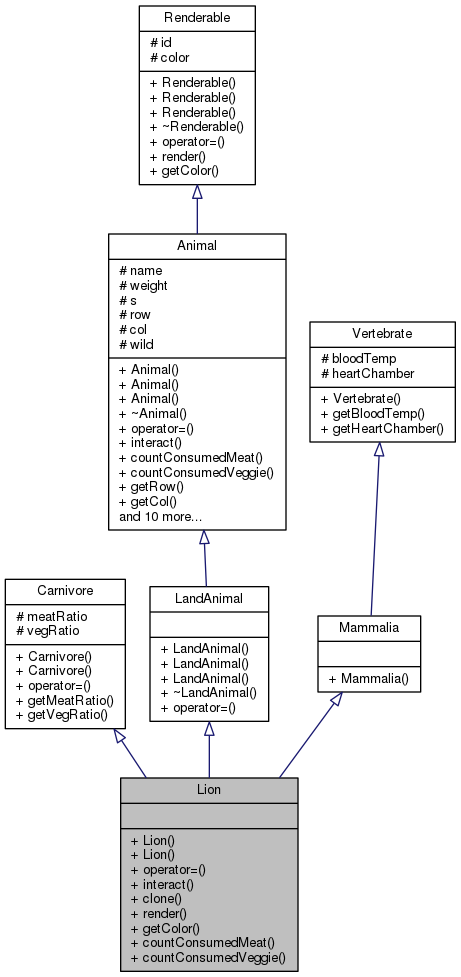 Renderable
# id
# color
+ Renderable()
+ Renderable()
+ Renderable()
+ ~Renderable()
+ operator=()
+ render()
+ getColor()
Animal
# name
# weight
# s
# row
# col
# wild
+ Animal()
+ Animal()
+ Animal()
+ ~Animal()
+ operator=()
+ interact()
+ countConsumedMeat()
+ countConsumedVeggie()
+ getRow()
+ getCol()
and 10 more...
Vertebrate
# bloodTemp
# heartChamber
+ Vertebrate()
+ getBloodTemp()
+ getHeartChamber()
Carnivore
# meatRatio
# vegRatio
+ Carnivore()
+ Carnivore()
+ operator=()
+ getMeatRatio()
+ getVegRatio()
LandAnimal
+ LandAnimal()
+ LandAnimal()
+ LandAnimal()
+ ~LandAnimal()
+ operator=()
Mammalia
+ Mammalia()
Lion
+ Lion()
+ Lion()
+ operator=()
+ interact()
+ clone()
+ render()
+ getColor()
+ countConsumedMeat()
+ countConsumedVeggie()